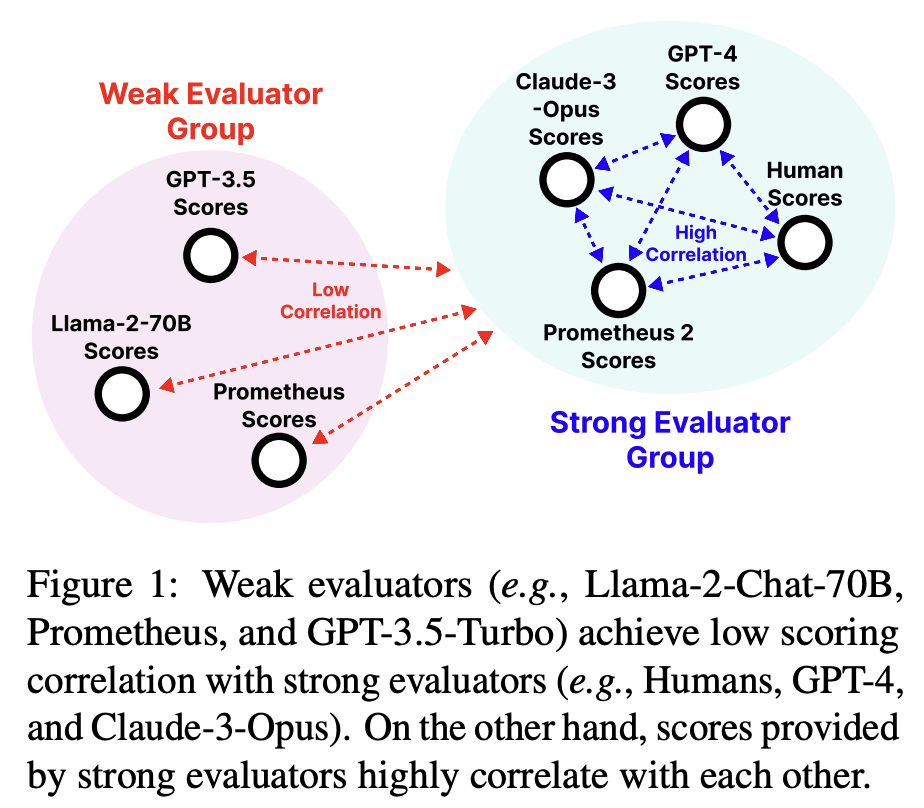 Weak Evaluator
Group
GPT-3.5
Scores
Llama-2-70B
Scores
Prometheus
Scores
Low
Correlation
Claude-3
-Opus
Scores
GPT-4
Scores
Human
Scores
High
Correlation
Prometheus 2
Scores
Strong Evaluator
Group
Figure 1: Weak evaluators (e.g., Llama-2-Chat-70B,
Prometheus, and GPT-3.5-Turbo) achieve low scoring
correlation with strong evaluators (e.g., Humans, GPT-4,
and Claude-3-Opus). On the other hand, scores provided
by strong evaluators highly correlate with each other.